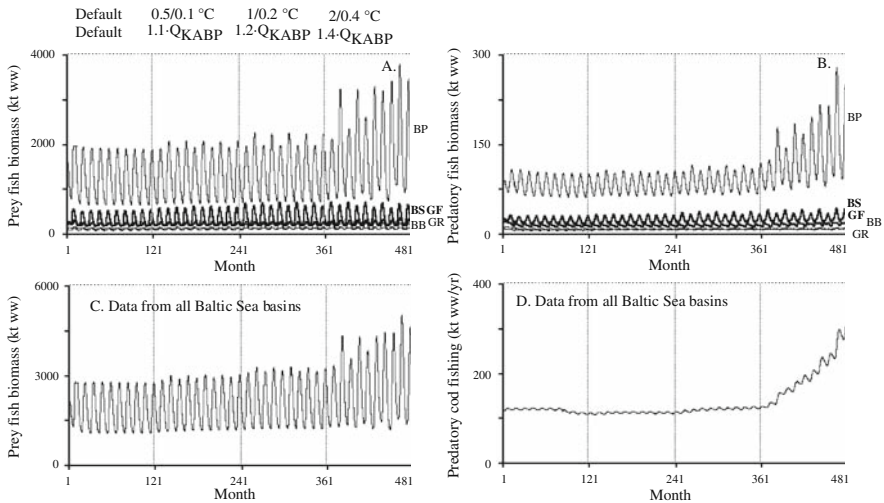 Default 0.5/0.1 °C 1/0.2 °C 2/0.4 °C
Default 1.1·QKABP 1.2·QKABP 1.4·QKABP
4000
2000
0
Prey fish biomass (kt ww)
A.
BP
BS GF
BB GR
1 121 241 361 481
Month
300
150
0
Predatory fish biomass (kt ww)
B.
BP
BS
GF
BB
GR
1 121 241 361 481
Month
6000
3000
0
Prey fish biomass (kt ww)
C. Data from all Baltic Sea basins
1 121 241 361 481
Month
400
200
100
0
Predatory cod fishing (kt ww/yr)
D. Data from all Baltic Sea basins
1 121 241 361 481
Month